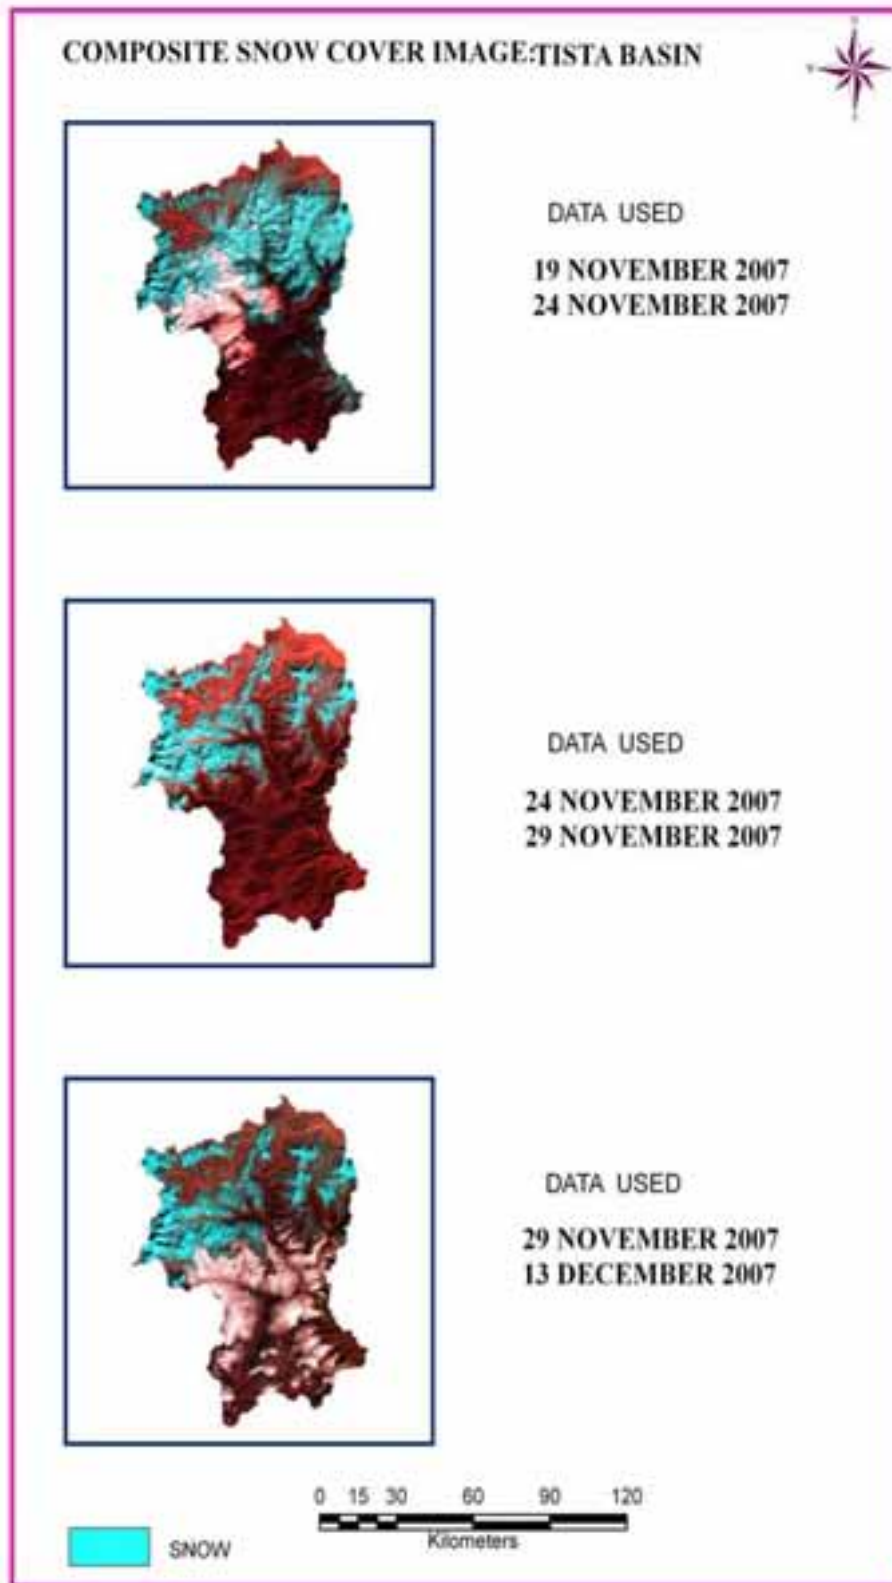 COMPOSITE SNOW COVER IMAGE:TISTA BASIN
DATA USED
19 NOVEMBER 2007
24 NOVEMBER 2007
DATA USED
24 NOVEMBER 2007
29 NOVEMBER 2007
DATA USED
29 NOVEMBER 2007
13 DECEMBER 2007
0 15 30 60 90 120
Kilometers
SNOW